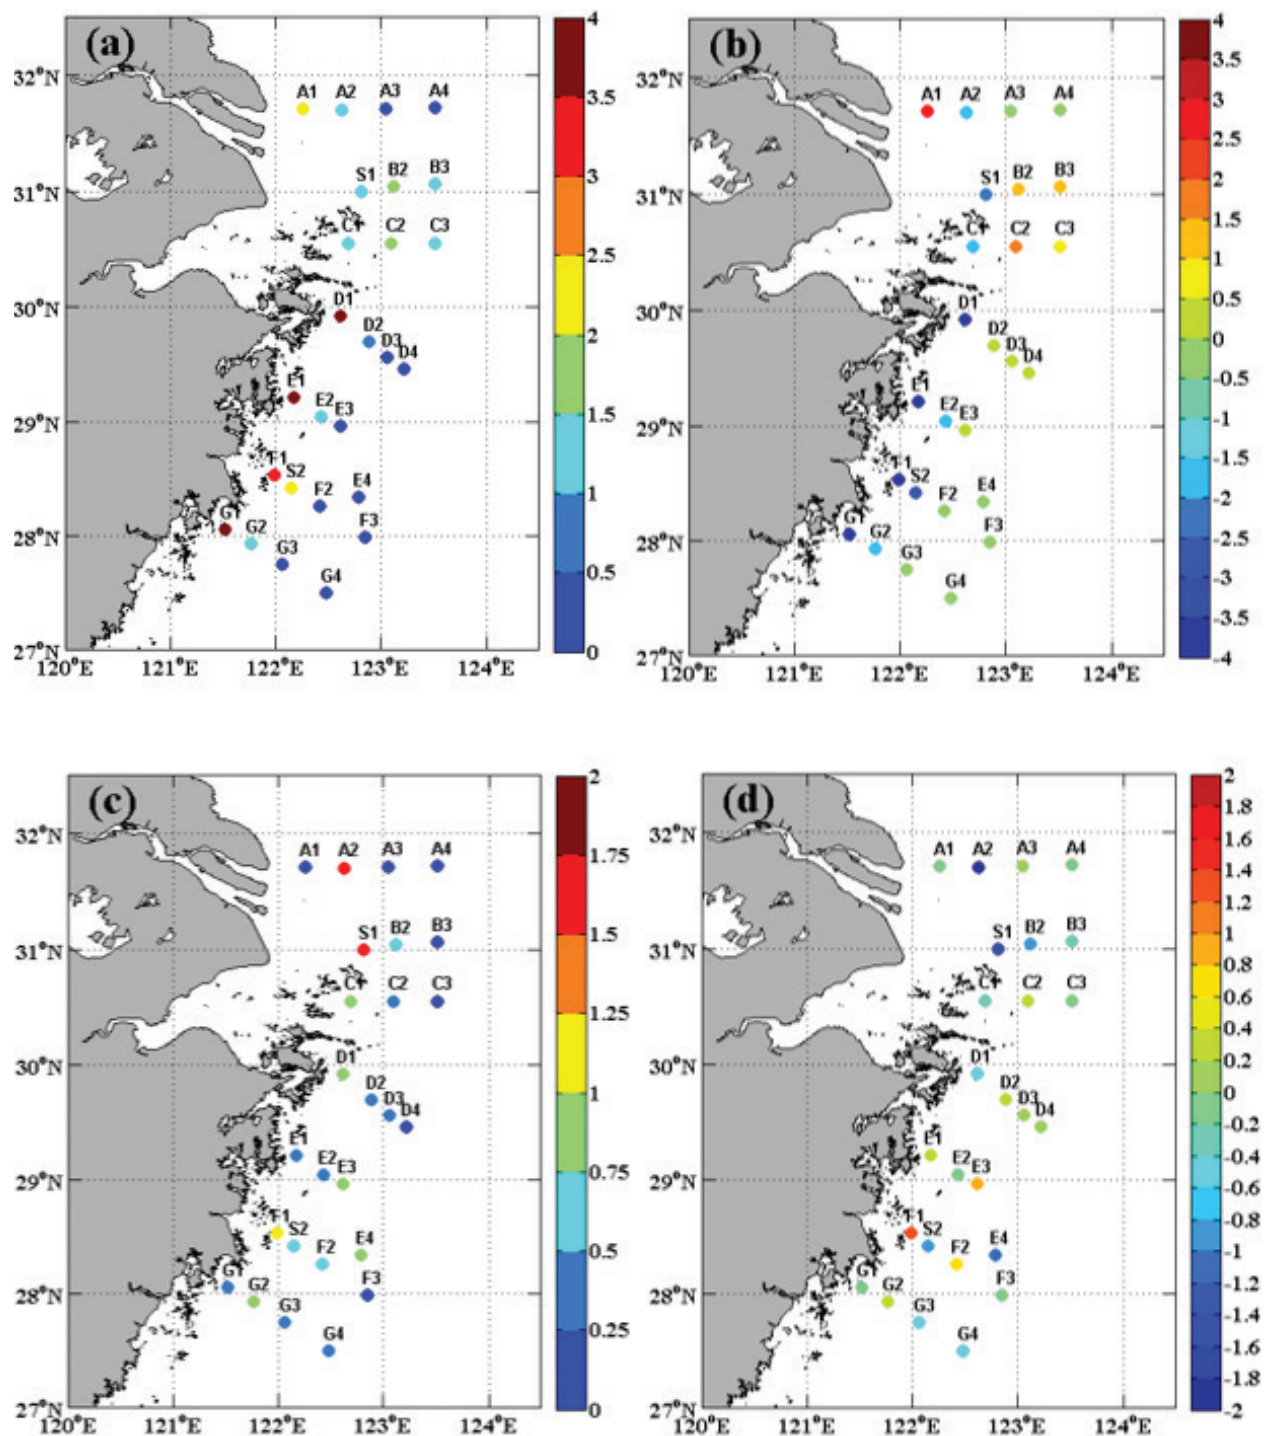 (a)
32°N
31°N
30°N
29°N
28°N
27°N
120°E 121°E 122°E 123°E 124°E
A1 A2 A3 A4
S1 B2 B3
C1 C2 C3
D1
D2
D3
D4
E1
E2 E3
F1
S2
F2 E4
G1 G2 F3
G3
G4
4
3.5
3
2.5
2
1.5
1
0.5
0
(b)
32°N
31°N
30°N
29°N
28°N
27°N
120°E 121°E 122°E 123°E 124°E
A1 A2 A3 A4
S1 B2 B3
C1 C2 C3
D1
D2
D3
D4
E1
E2 E3
F1
S2
F2 E4
G1 G2 F3
G3
G4
4
3.5
3
2.5
2
1.5
1
0.5
0
-0.5
-1
-1.5
-2
-2.5
-3
-3.5
-4
(c)
32°N
31°N
30°N
29°N
28°N
27°N
120°E 121°E 122°E 123°E 124°E
A1 A2 A3 A4
S1 B2 B3
C1 C2 C3
D1
D2
D3
D4
E1
E2 E3
F1
S2
F2 E4
G1 G2 F3
G3
G4
2
1.75
1.5
1.25
1
0.75
0.5
0.25
0
(d)
32°N
31°N
30°N
29°N
28°N
27°N
120°E 121°E 122°E 123°E 124°E
A1 A2 A3 A4
S1 B2 B3
C1 C2 C3
D1
D2
D3
D4
E1
E2 E3
F1
S2
F2 E4
G1 G2 F3
G3
G4
2
1.8
1.6
1.4
1.2
1
0.8
0.6
0.4
0.2
0
-0.2
-0.4
-0.6
-0.8
-1
-1.2
-1.4
-1.6
-1.8
-2